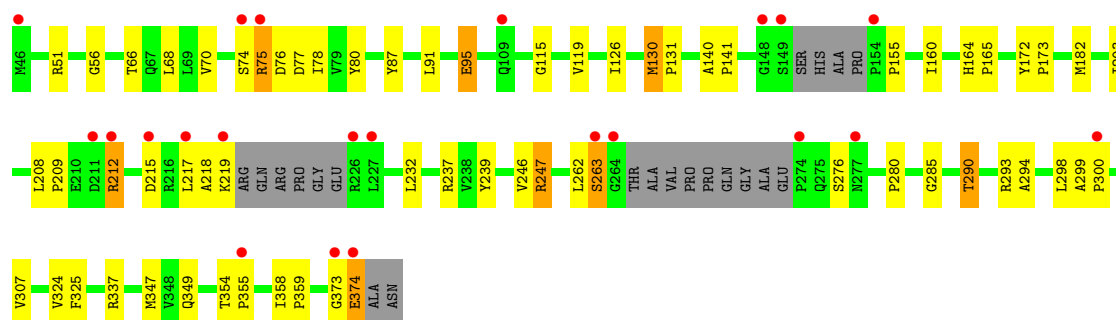 M46 R51 G56 T66 Q67 L68 L69 V70 S74 R75 D76 D77 I78 V79 Y80 Y87 L91 E95 Q109 G115 V119 I126 M130 P131 A140 P141 G148 S149 SER HIS ALA PRO P154 P155 I160 H164 P165 Y172 P173 M182
L208 P209 E210 D211 R212 D215 R216 L217 A218 K219 ARG GLN ARG PRO GLY GLU R226 L227 L232 R237 V238 Y239 V246 R247 L262 S263 G264 THR ALA VAL PRO PRO GLN GLY ALA GLU P274 Q275 S276 N277 P280 G285 T290 R293 A294 L298 A299 P300
V307 V324 F325 R337 M347 V348 Q349 T354 P355 I358 P359 G373 E374 ALA ASN